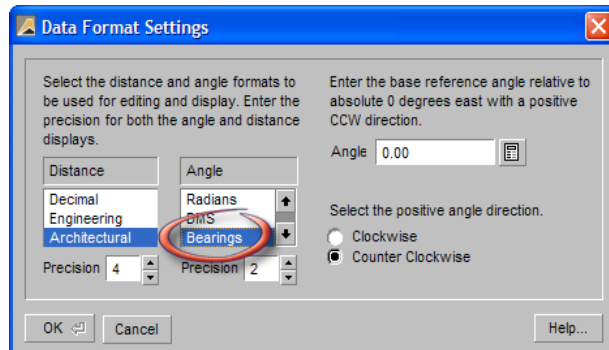 Data Format Settings
Select the distance and angle formats to
be used for editing and display. Enter the
precision for both the angle and distance
displays.
Distance
Angle
Decimal
Engineering
Architectural
Radians
DMS
Bearings
Precision 4
Precision 2
Enter the base reference angle relative to
absolute 0 degrees east with a positive
CCW direction.
Angle 0.00
Select the positive angle direction.
Clockwise
Counter Clockwise
OK
Cancel
Help...